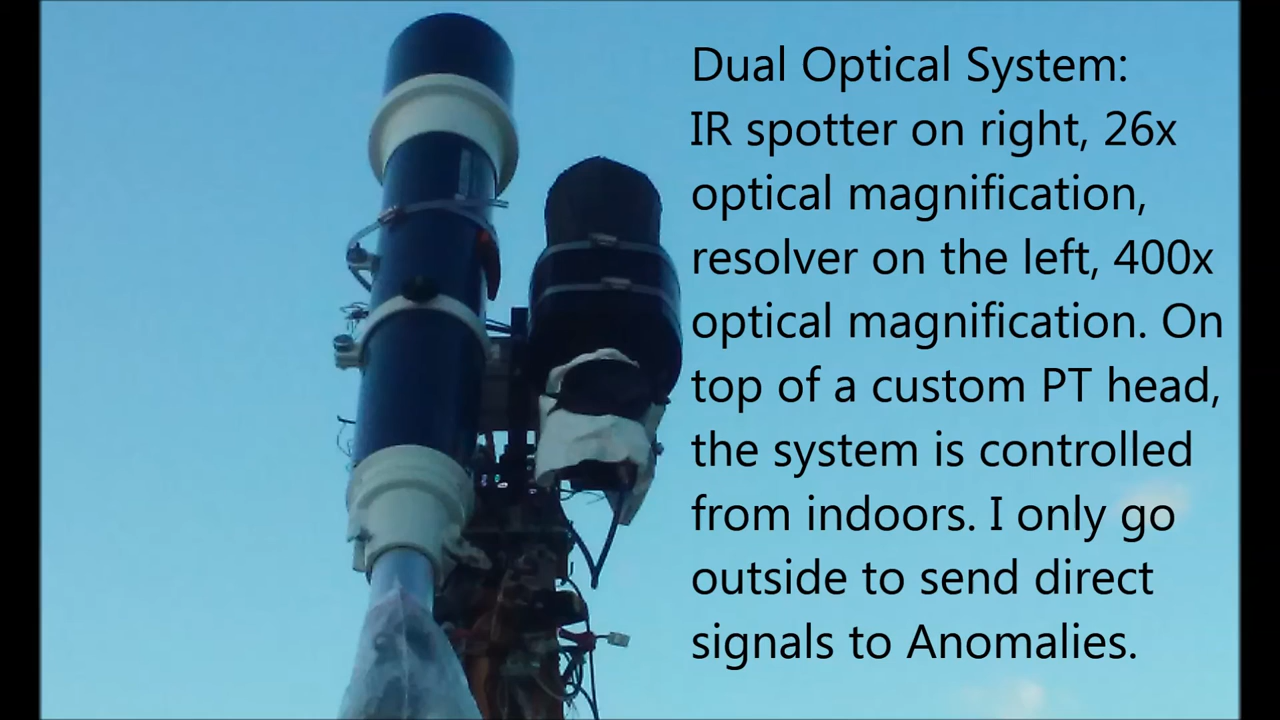 Dual Optical System:
IR spotter on right, 26x
optical magnification,
resolver on the left, 400x
optical magnification. On
top of a custom PT head,
the system is controlled
from indoors. I only go
outside to send direct
signals to Anomalies.